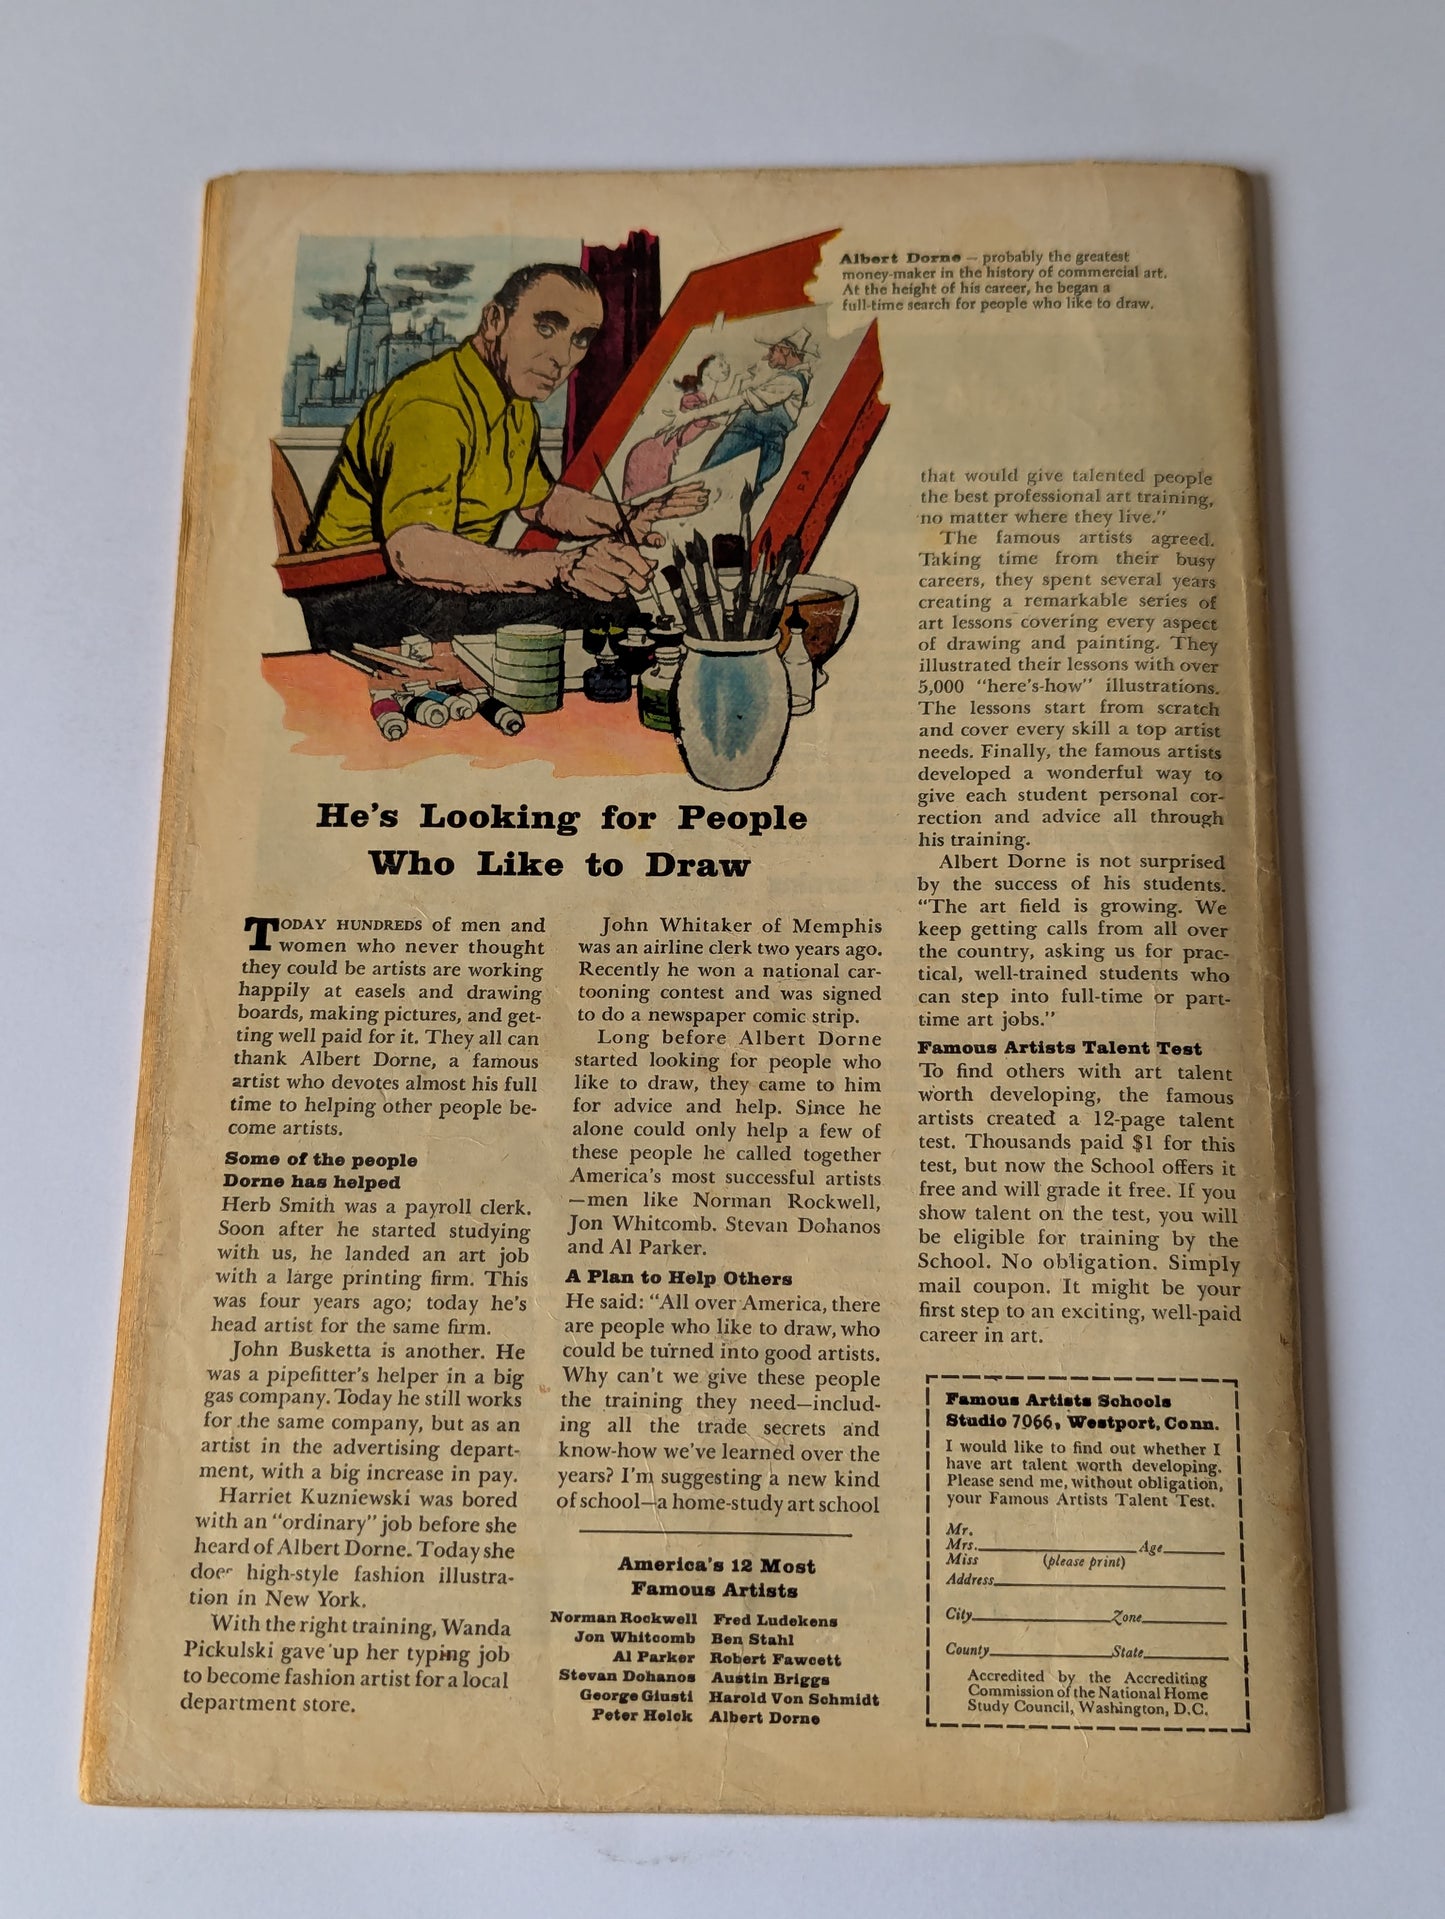 Albert Dorne — probably the greatest
money-maker in the history of commercial art.
At the height of his career, he began a
full-time search for people who like to draw.
He's Looking for People
Who Like to Draw
TODAY HUNDREDS of men and
women who never thought
they could be artists are working
happily at easels and drawing
boards, making pictures, and get-
ting well paid for it. They all can
thank Albert Dorne, a famous
artist who devotes almost his full
time to helping other people be-
come artists.
Some of the people
Dorne has helped
Herb Smith was a payroll clerk.
Soon after he started studying
with us, he landed an art job
with a large printing firm. This
was four years ago; today he's
head artist for the same firm.
John Busketta is another. He
was a pipefitter's helper in a big
gas company. Today he still works
for the same company, but as an
artist in the advertising depart-
ment, with a big increase in pay.
Harriet Kuzniewski was bored
with an "ordinary" job before she
heard of Albert Dorne. Today she
does high-style fashion illustra-
tion in New York.
With the right training, Wanda
Pickulski gave up her typing job
to become fashion artist for a local
department store.
John Whitaker of Memphis
was an airline clerk two years ago.
Recently he won a national car-
tooning contest and was signed
to do a newspaper comic strip.
Long before Albert Dorne
started looking for people who
like to draw, they came to him
for advice and help. Since he
alone could only help a few of
these people he called together
America's most successful artists
—men like Norman Rockwell,
Jon Whitcomb. Stevan Dohanos
and Al Parker.
A Plan to Help Others
He said: "All over America, there
are people who like to draw, who
could be turned into good artists.
Why can't we give these people
the training they need—includ-
ing all the trade secrets and
know-how we've learned over the
years? I'm suggesting a new kind
of school—a home-study art school
America's 12 Most
Famous Artists
Norman Rockwell Fred Ludekens
Jon Whitcomb Ben Stahl
Al Parker Robert Fawcett
Stevan Dohanos Austin Briggs
George Giusti Harold Von Schmidt
Peter Helck Albert Dorne
that would give talented people
the best professional art training,
no matter where they live."
The famous artists agreed.
Taking time from their busy
careers, they spent several years
creating a remarkable series of
art lessons covering every aspect
of drawing and painting. They
illustrated their lessons with over
5,000 "here's-how" illustrations.
The lessons start from scratch
and cover every skill a top artist
needs. Finally, the famous artists
developed a wonderful way to
give each student personal cor-
rection and advice all through
his training.
Albert Dorne is not surprised
by the success of his students.
"The art field is growing. We
keep getting calls from all over
the country, asking us for prac-
tical, well-trained students who
can step into full-time or part-
time art jobs."
Famous Artists Talent Test
To find others with art talent
worth developing, the famous
artists created a 12-page talent
test. Thousands paid $1 for this
test, but now the School offers it
free and will grade it free. If you
show talent on the test, you will
be eligible for training by the
School. No obligation. Simply
mail coupon. It might be your
first step to an exciting, well-paid
career in art.
Famous Artists Schools
Studio 7066, Westport, Conn.
I would like to find out whether I
have art talent worth developing.
Please send me, without obligation,
your Famous Artists Talent Test.
Mr.
Mrs. Age
Miss (please print)
Address
City Zone
County State
Accredited by the Accrediting
Commission of the National Home
Study Council, Washington, D.C.